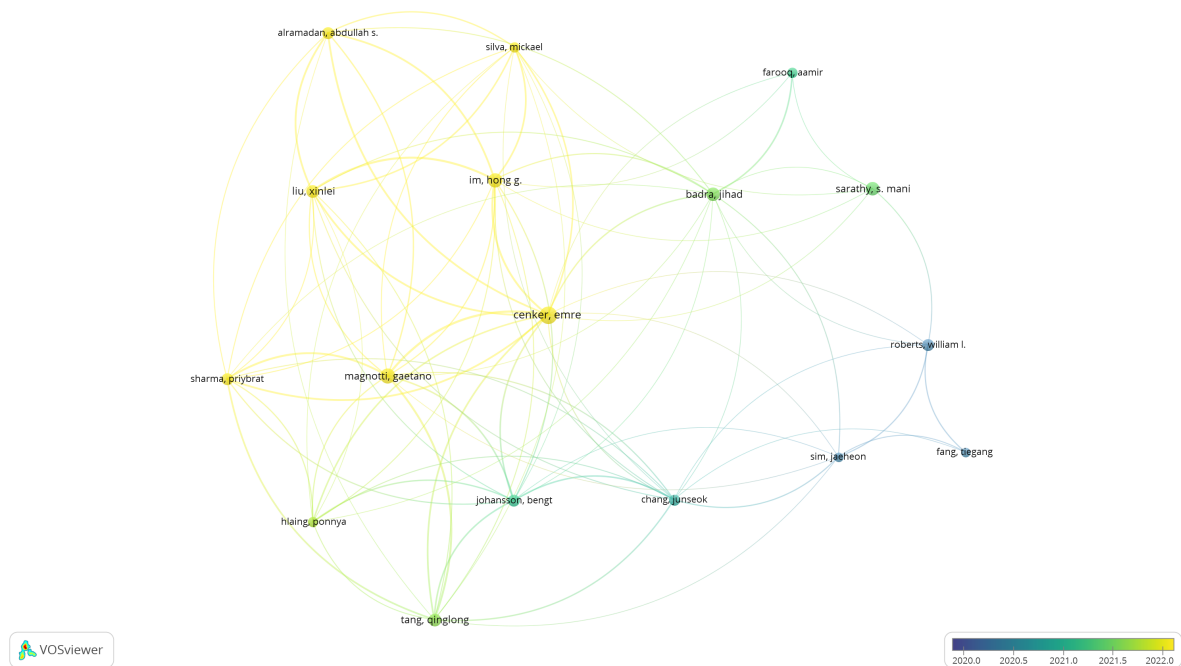 alramadan, abdullah s.
silva, mickael
farooq, aamir
liu, xinlei
im, hong g.
badra, jihad
sarathy, s. mani
cenker, emre
roberts, william l.
sharma, priybrat
magnotti, gaetano
sim, jaeheon
fang, tiegang
hlaing, ponnya
johansson, bengt
chang, junseok
tang, qinglong
VOSviewer
2020.0 2020.5 2021.0 2021.5 2022.0